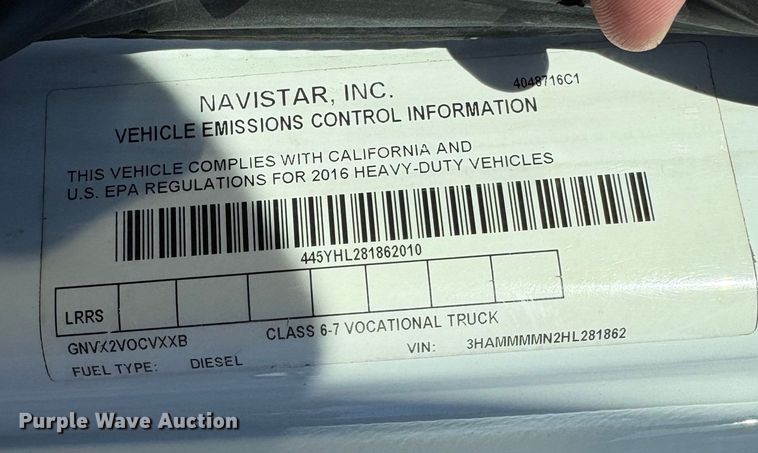 NAVISTAR, INC.
4048716C1
VEHICLE EMISSIONS CONTROL INFORMATION
THIS VEHICLE COMPLIES WITH CALIFORNIA AND
U.S. EPA REGULATIONS FOR 2016 HEAVY-DUTY VEHICLES
445YHL281862010
LRRS
GNVX2VOCVXXB
CLASS 6-7 VOCATIONAL TRUCK
FUEL TYPE: DIESEL
VIN: 3HAMMMMN2HL281862
Purple Wave Auction